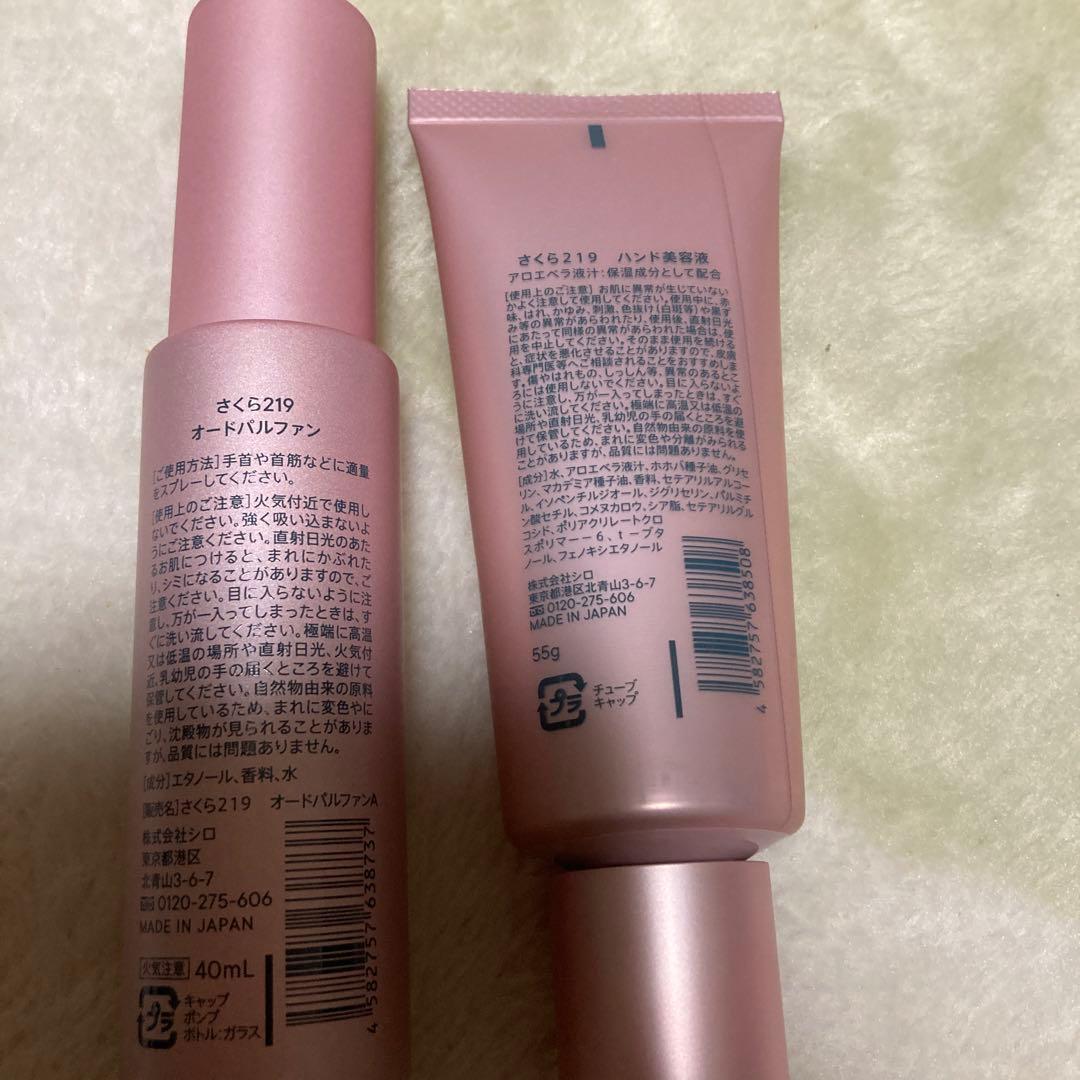 さくら219
オードパルファン
[ご使用方法]手首や首筋などに適量
をスプレーしてください。
[使用上のご注意]火気付近で使用し
ないでください。強く吸い込まないよ
うにご注意ください。直射日光のあた
るお肌につけると、まれにかぶれた
り、シミになることがありますので、ご
注意ください。目に入らないように注
意し、万が一入ってしまったときは、す
ぐに洗い流してください。極端に高温
又は低温の場所や直射日光、火気付
近、乳幼児の手の届くところを避けて
保管してください。自然物由来の原料
を使用しているため、まれに変色やに
ごり、沈殿物が見られることがありま
すが、品質には問題ありません。
[成分]エタノール、香料、水
[販売名]さくら219 オードパルファンA
株式会社シロ
東京都港区
北青山3-6-7
0120-275-606
MADE IN JAPAN
火気注意 40mL
プラ
キャップ
ポンプ
ボトル:ガラス
4 582757 638737
さくら219 ハンド美容液
アロエベラ液汁:保湿成分として配合
[使用上のご注意] お肌に異常が生じていない
かよく注意して使用してください。使用中に、赤
味、はれ、かゆみ、刺激、色抜け(白斑等)や黒ず
み等の異常があらわれたり、使用後、直射日光
にあたって同様の異常があらわれた場合は、使
用を中止してください。そのまま使用を続ける
と、症状を悪化させることがありますので、皮膚
科専門医等へご相談されることをおすすめしま
す。傷やはれもの、しっしん等、異常のあるとこ
ろには使用しないでください。目に入らないよ
うに注意し、万が一入ってしまったときは、すぐ
に洗い流してください。極端に高温又は低温の
場所や直射日光、乳幼児の手の届くところを避
けて保管してください。自然物由来の原料を使
用しているため、まれに変色や分離がみられる
ことがありますが、品質には問題ありません。
[成分]水、アロエベラ液汁、ホホバ種子油、グリセ
リン、マカデミア種子油、香料、セテアリルアルコー
ル、イソペンチルジオール、ジグリセリン、パルミチ
ン酸セチル、コメヌカロウ、シア脂、セテアリルグル
コシド、ポリアクリレートクロ
スポリマー－6、t－ブタ
ノール、フェノキシエタノール
株式会社シロ
東京都港区北青山3-6-7
0120-275-606
MADE IN JAPAN
55g
プラ
チューブ
キャップ
4 582757 638508